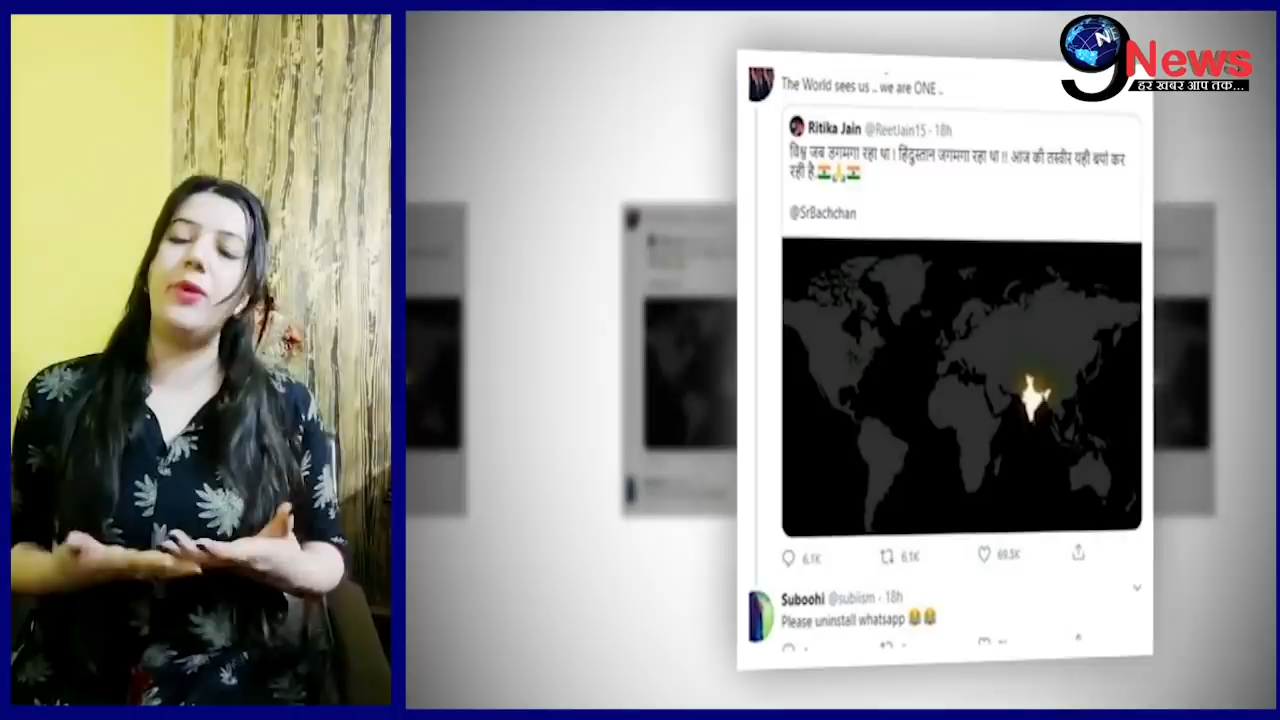 9 News
हर खबर आप तक...
The World sees us .. we are ONE ..
Ritika Jain @ReetJain15 · 18h
विश्व जब डगमगा रहा था । हिंदुस्तान जगमगा रहा था !! आज की तस्वीर यही बयां कर
रही है 🇮🇳🙏🇮🇳
@SrBachchan
6.1K 6.1K 69.5K
Suboohi @subiism · 18h
Please uninstall whatsapp 😂😂